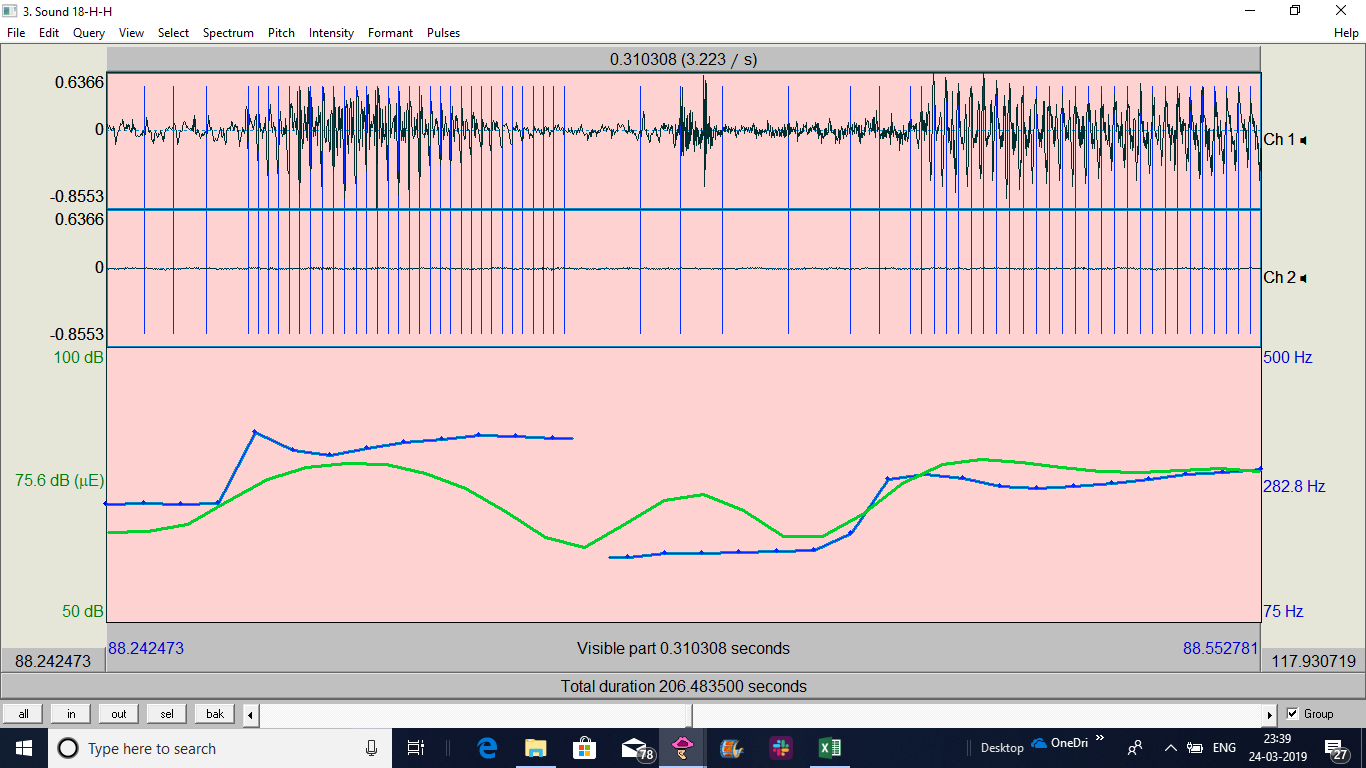 3. Sound 18-H-H
File Edit Query View Select Spectrum Pitch Intensity Formant Pulses Help
0.310308 (3.223 / s)
0.6366
0
-0.8553
Ch 1
0.6366
0
-0.8553
Ch 2
100 dB
500 Hz
75.6 dB (µE)
282.8 Hz
50 dB
75 Hz
88.242473 Visible part 0.310308 seconds 88.552781
88.242473 117.930719
Total duration 206.483500 seconds
all in out sel bak Group
Type here to search 78 Desktop OneDri » ENG 23:39
24-03-2019 27